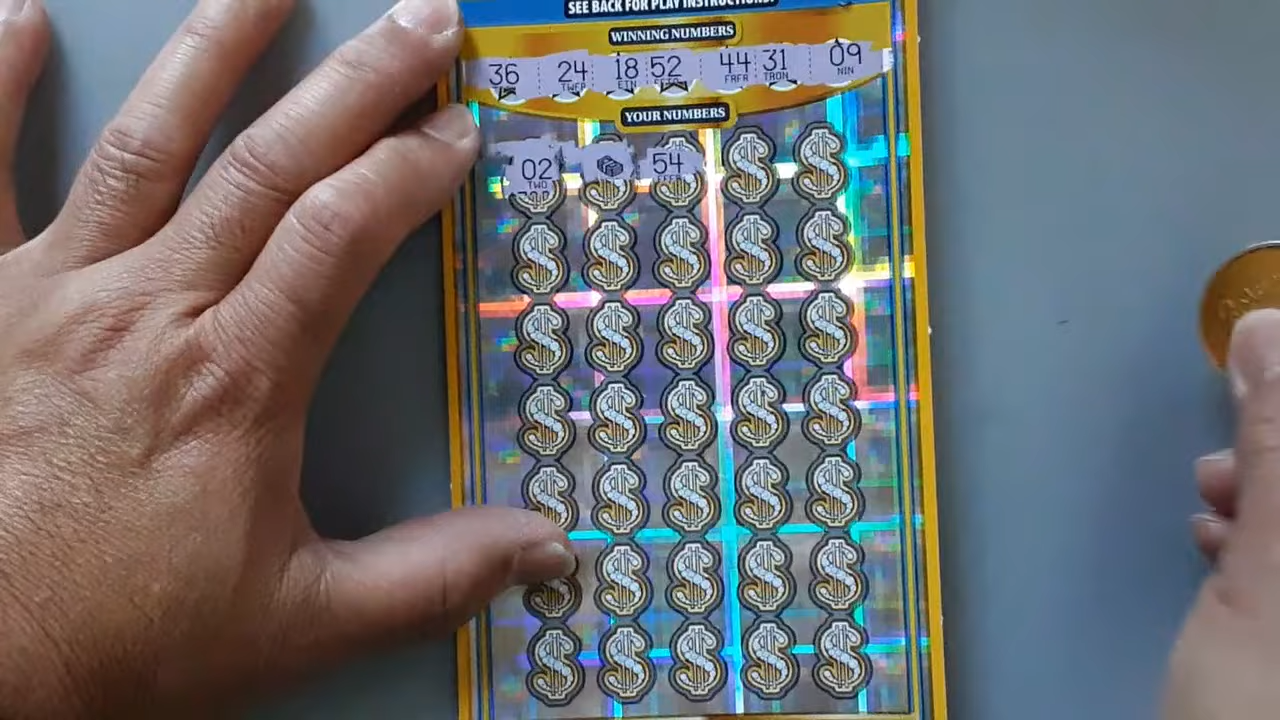 SEE BACK FOR PLAY INSTRUCTIONS.
WINNING NUMBERS
36 24 18 52 44 31 09
ETN FRFR TRON NIN
YOUR NUMBERS
02 54
TWO